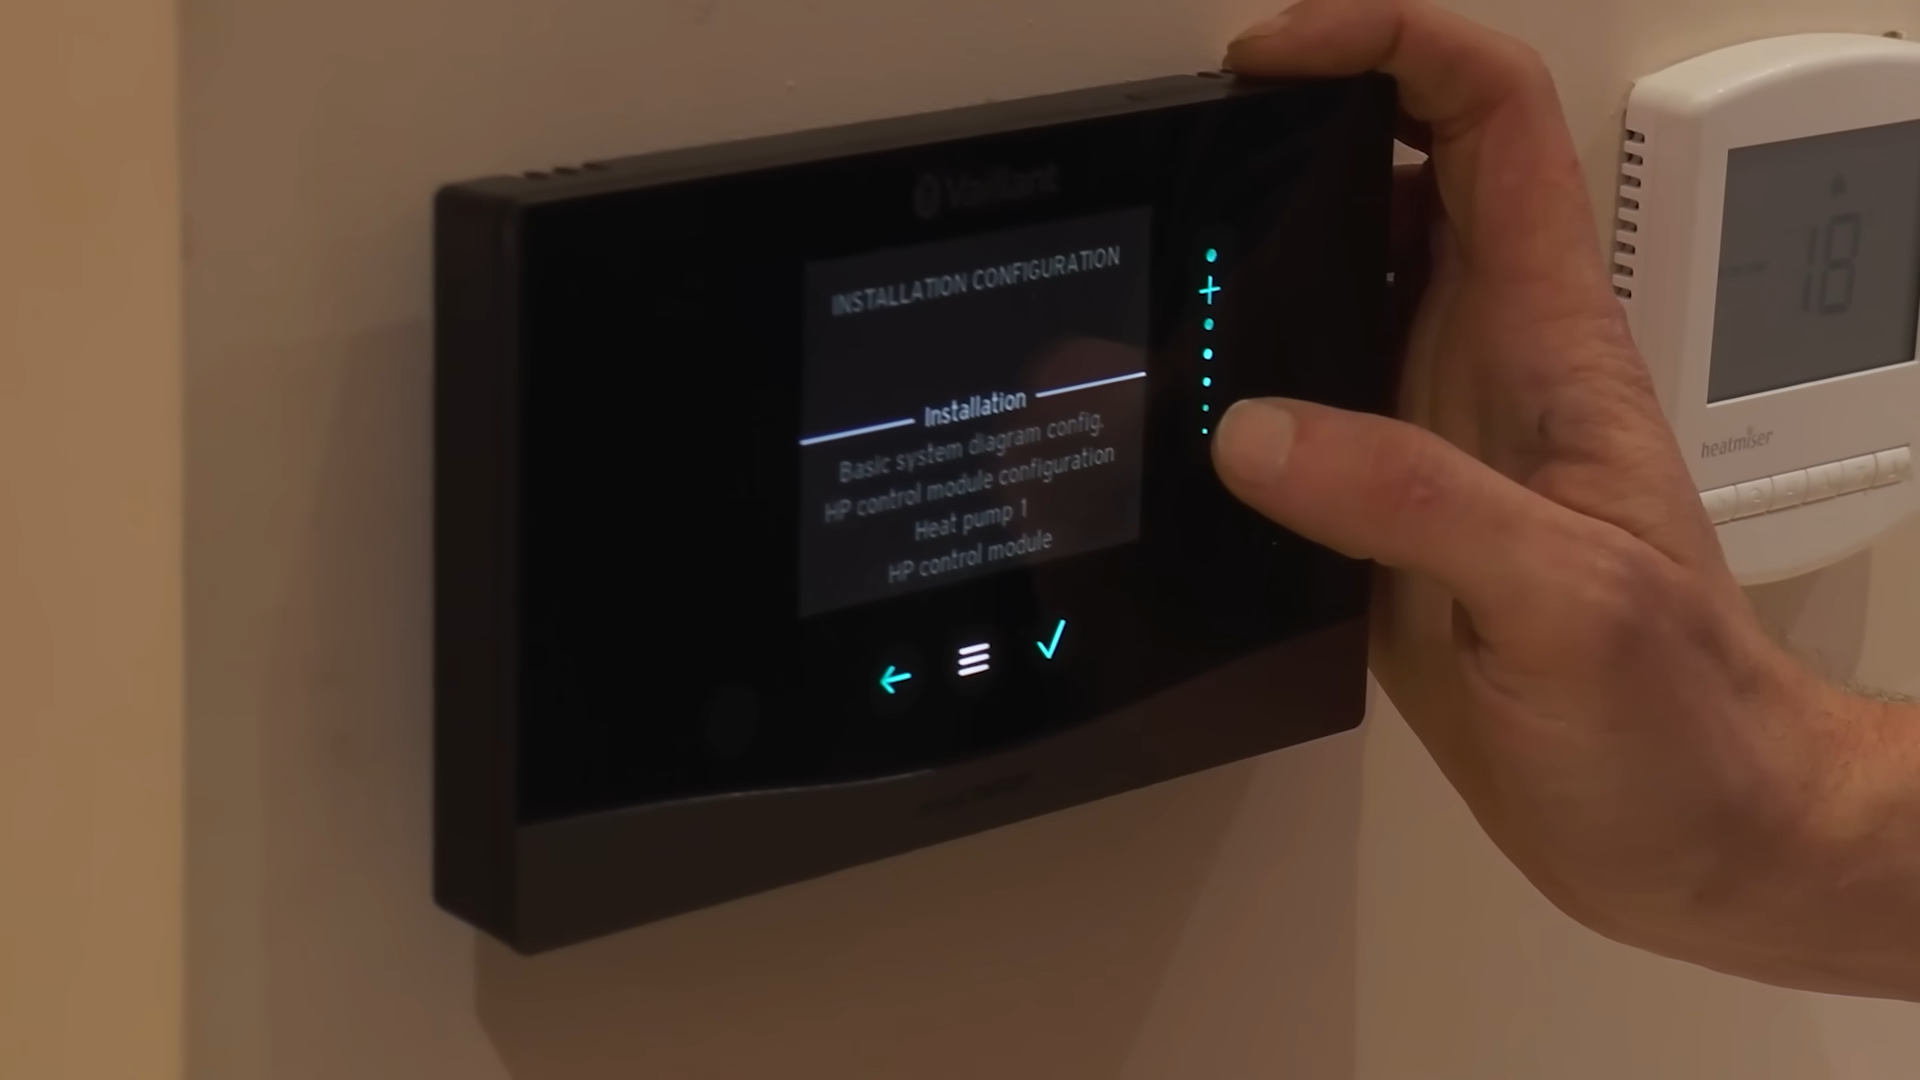 Vaillant
INSTALLATION CONFIGURATION
Installation
Basic system diagram config.
HP control module configuration
Heat pump 1
HP control module
18
heatmiser